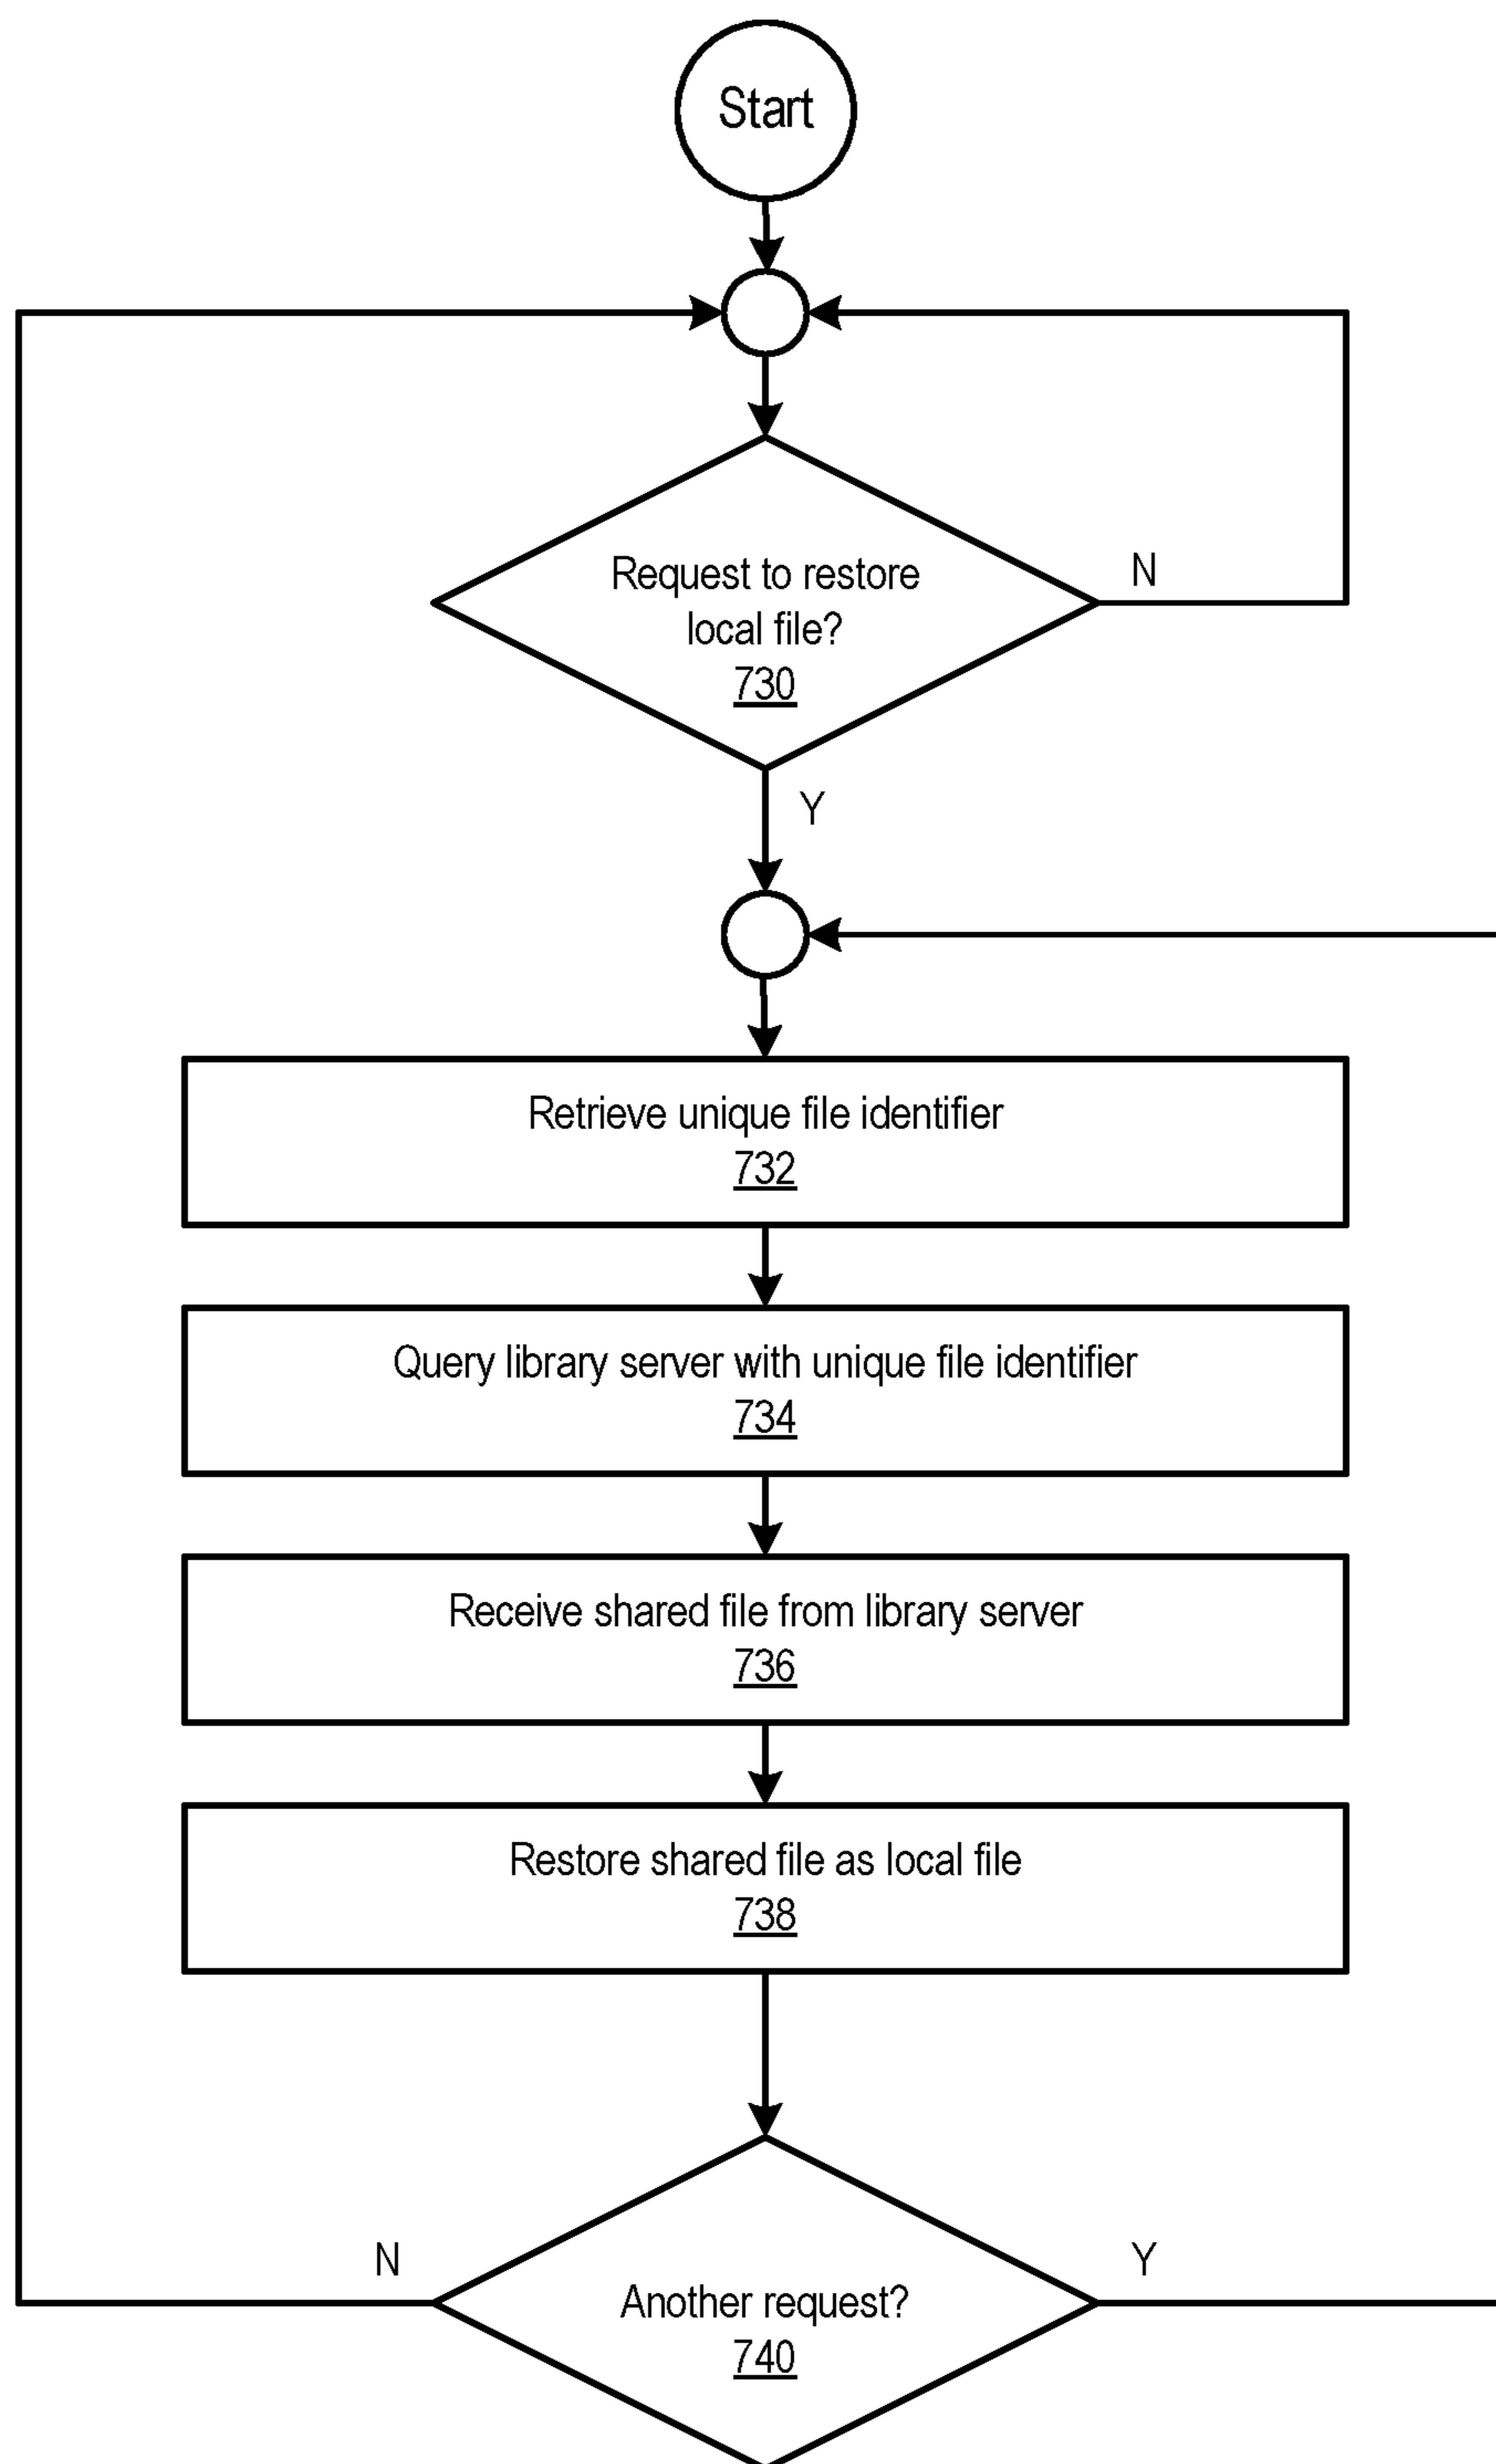 Start
Request to restore
local file?
730
N
Y
Retrieve unique file identifier
732
Query library server with unique file identifier
734
Receive shared file from library server
736
Restore shared file as local file
738
N
Y
Another request?
740